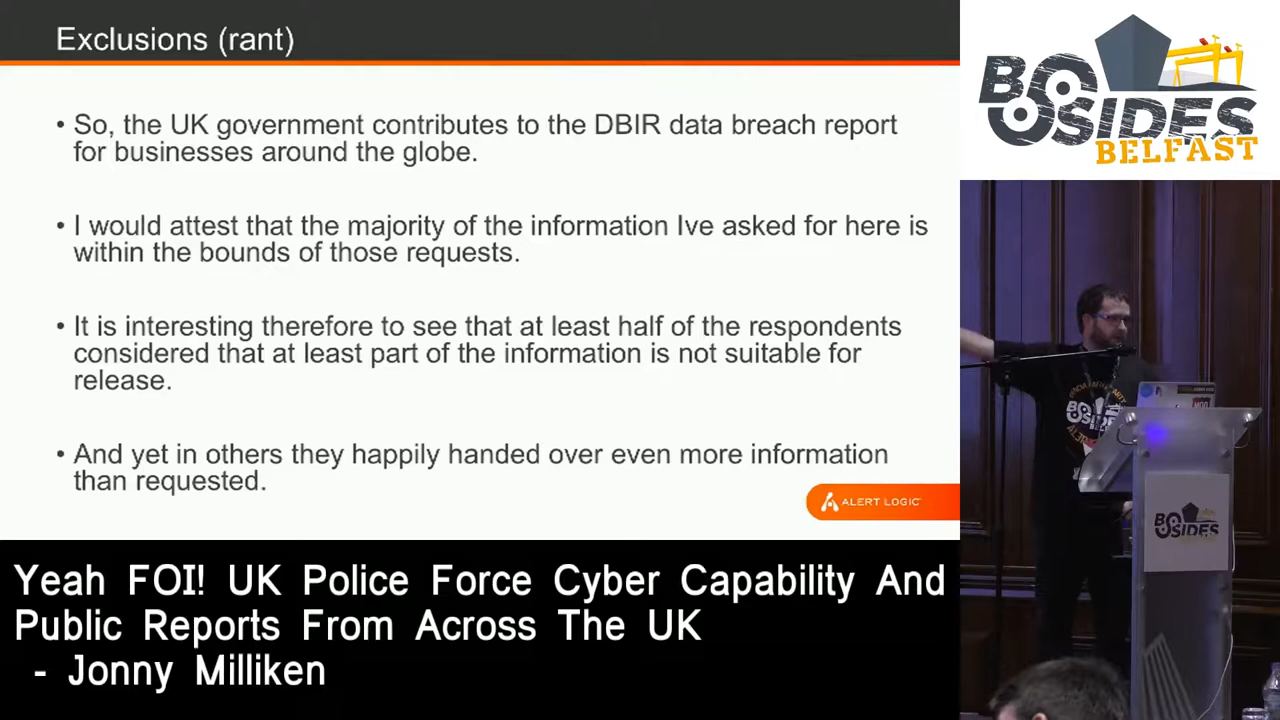 Exclusions (rant)
• So, the UK government contributes to the DBIR data breach report
for businesses around the globe.
• I would attest that the majority of the information Ive asked for here is
within the bounds of those requests.
• It is interesting therefore to see that at least half of the respondents
considered that at least part of the information is not suitable for
release.
• And yet in others they happily handed over even more information
than requested.
ALERT LOGIC
BSIDES
BELFAST
BSIDES
Yeah FOI! UK Police Force Cyber Capability And
Public Reports From Across The UK
- Jonny Milliken